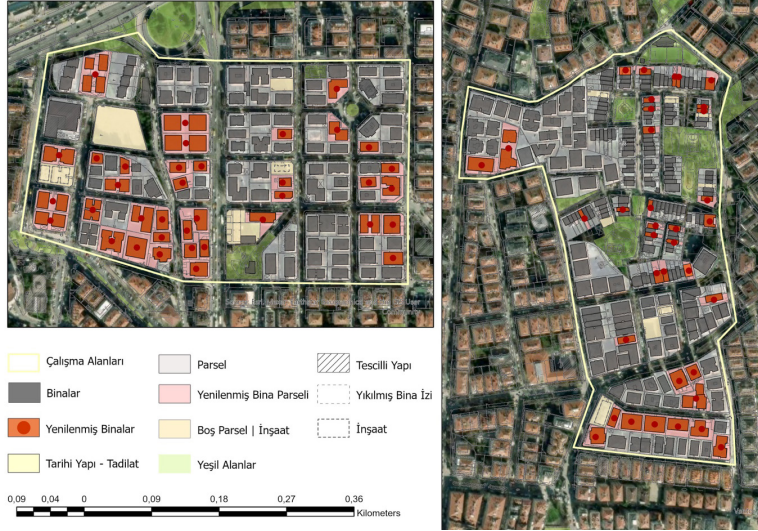 Çalışma Alanları
Binalar
Yenilenmiş Binalar
Tarihi Yapı - Tadilat
Parsel
Yenilenmiş Bina Parseli
Boş Parsel | İnşaat
Yeşil Alanlar
Tescilli Yapı
Yıkılmış Bina İzi
İnşaat
0,09 0,04 0 0,09 0,18 0,27 0,36
Kilometers